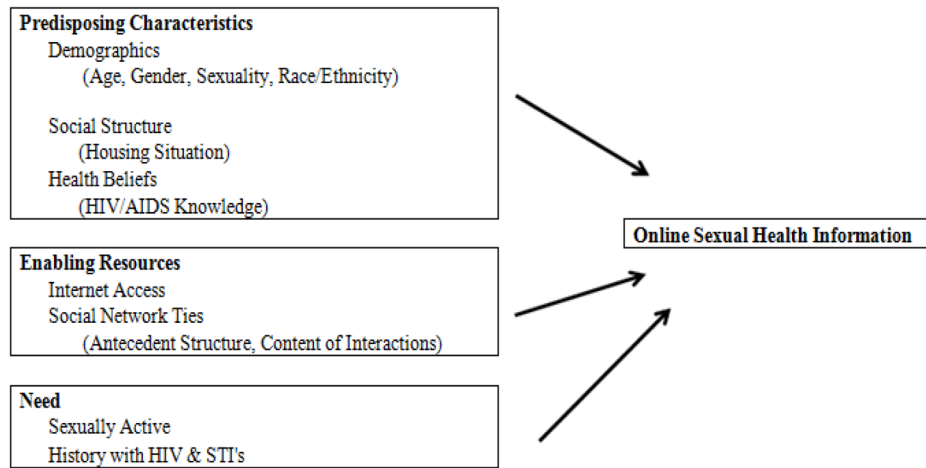 Predisposing Characteristics
Demographics
(Age, Gender, Sexuality, Race/Ethnicity)
Social Structure
(Housing Situation)
Health Beliefs
(HIV/AIDS Knowledge)
Online Sexual Health Information
Enabling Resources
Internet Access
Social Network Ties
(Antecedent Structure, Content of Interactions)
Need
Sexually Active
History with HIV & STI's